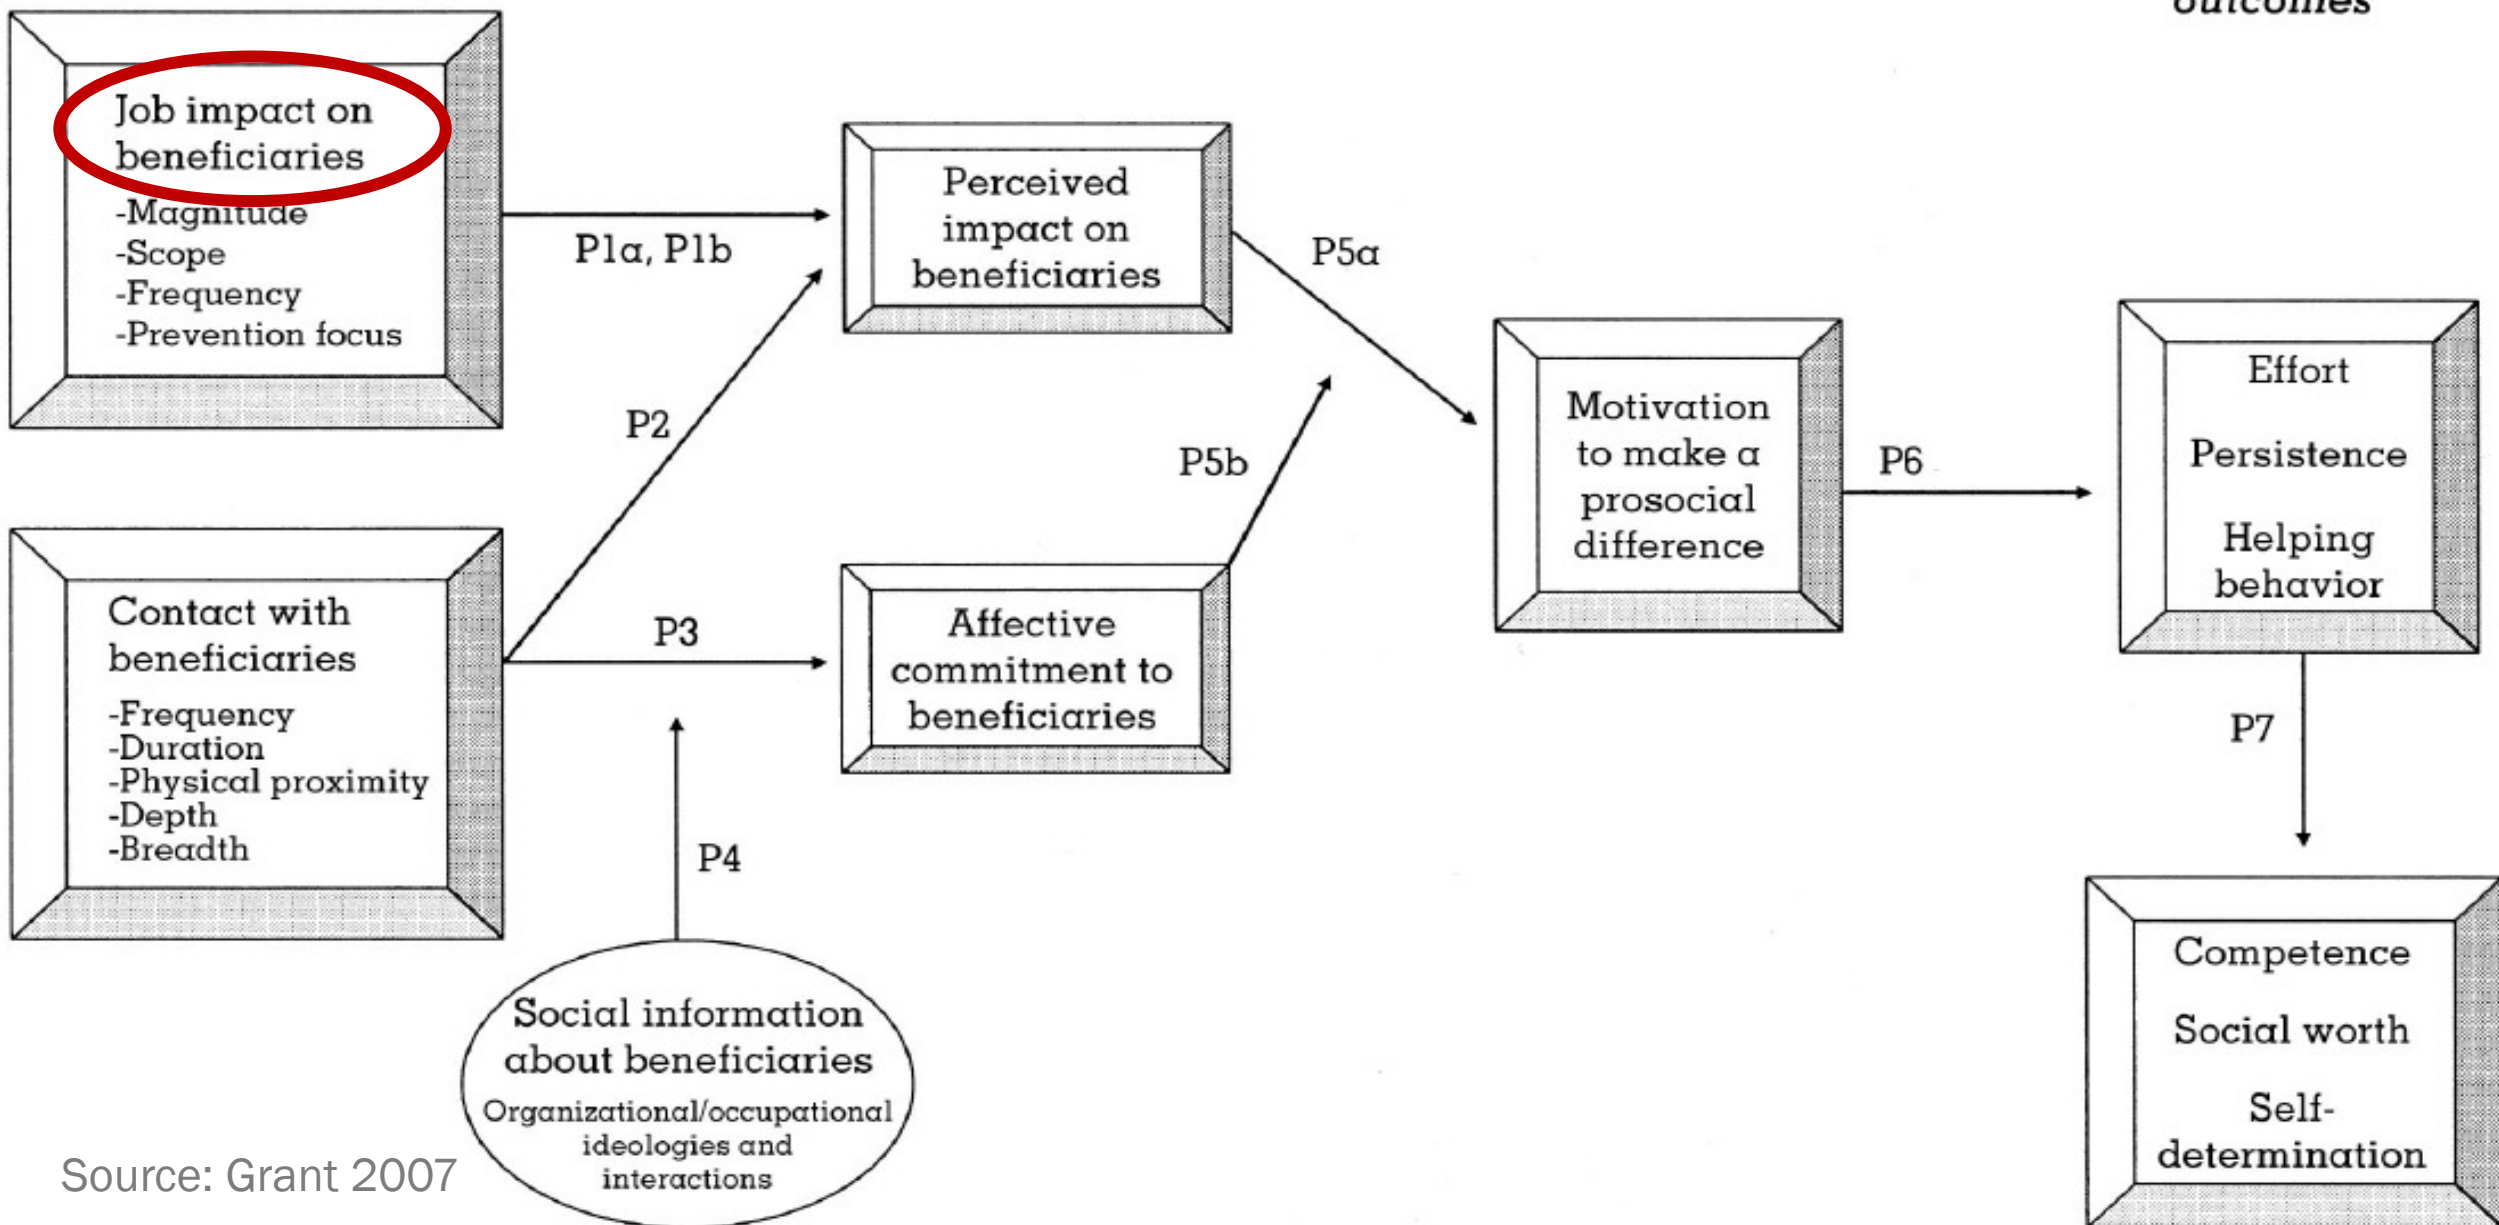 outcomes
Job impact on
beneficiaries
-Magnitude
-Scope
-Frequency
-Prevention focus
P1a, P1b
Perceived
impact on
beneficiaries
P5a
P2
Contact with
beneficiaries
-Frequency
-Duration
-Physical proximity
-Depth
-Breadth
P3
Affective
commitment to
beneficiaries
P5b
P4
Social information
about beneficiaries
Organizational/occupational
ideologies and
interactions
Motivation
to make a
prosocial
difference
P6
Effort
Persistence
Helping
behavior
P7
Competence
Social worth
Self-
determination
Source: Grant 2007